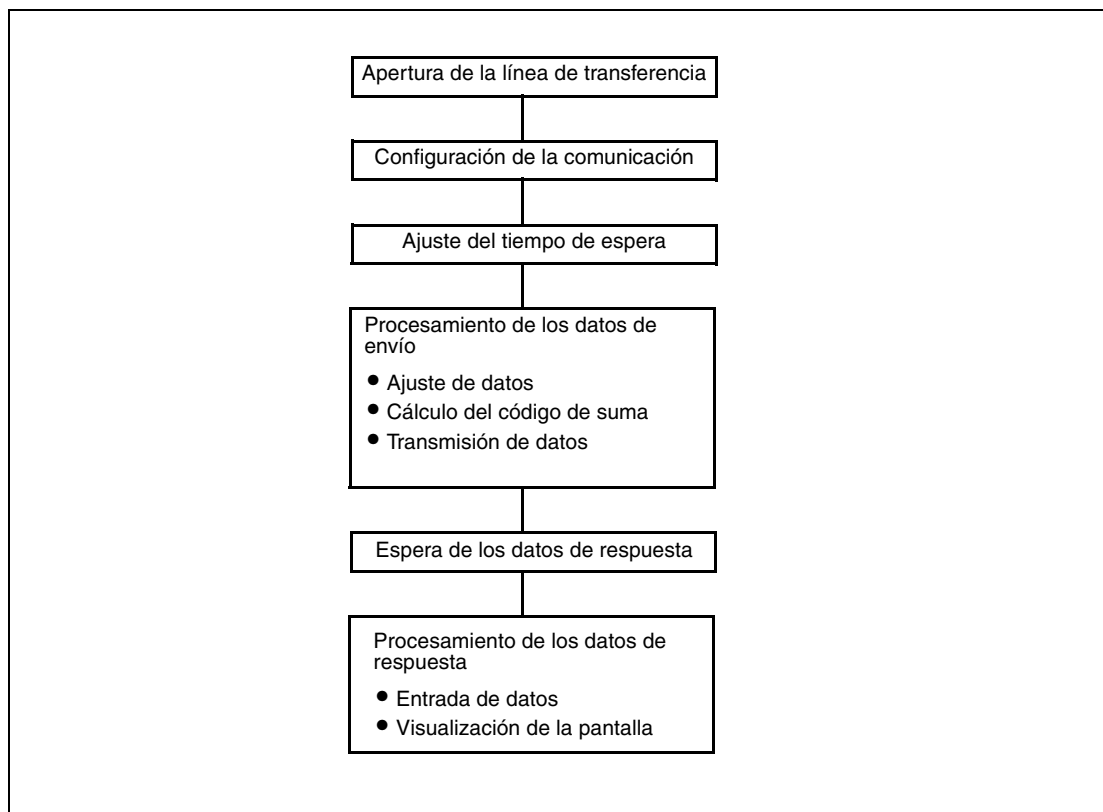 Apertura de la línea de transferencia
Configuración de la comunicación
Ajuste del tiempo de espera
Procesamiento de los datos de
envío
• Ajuste de datos
• Cálculo del código de suma
• Transmisión de datos
Espera de los datos de respuesta
Procesamiento de los datos de
respuesta
• Entrada de datos
• Visualización de la pantalla